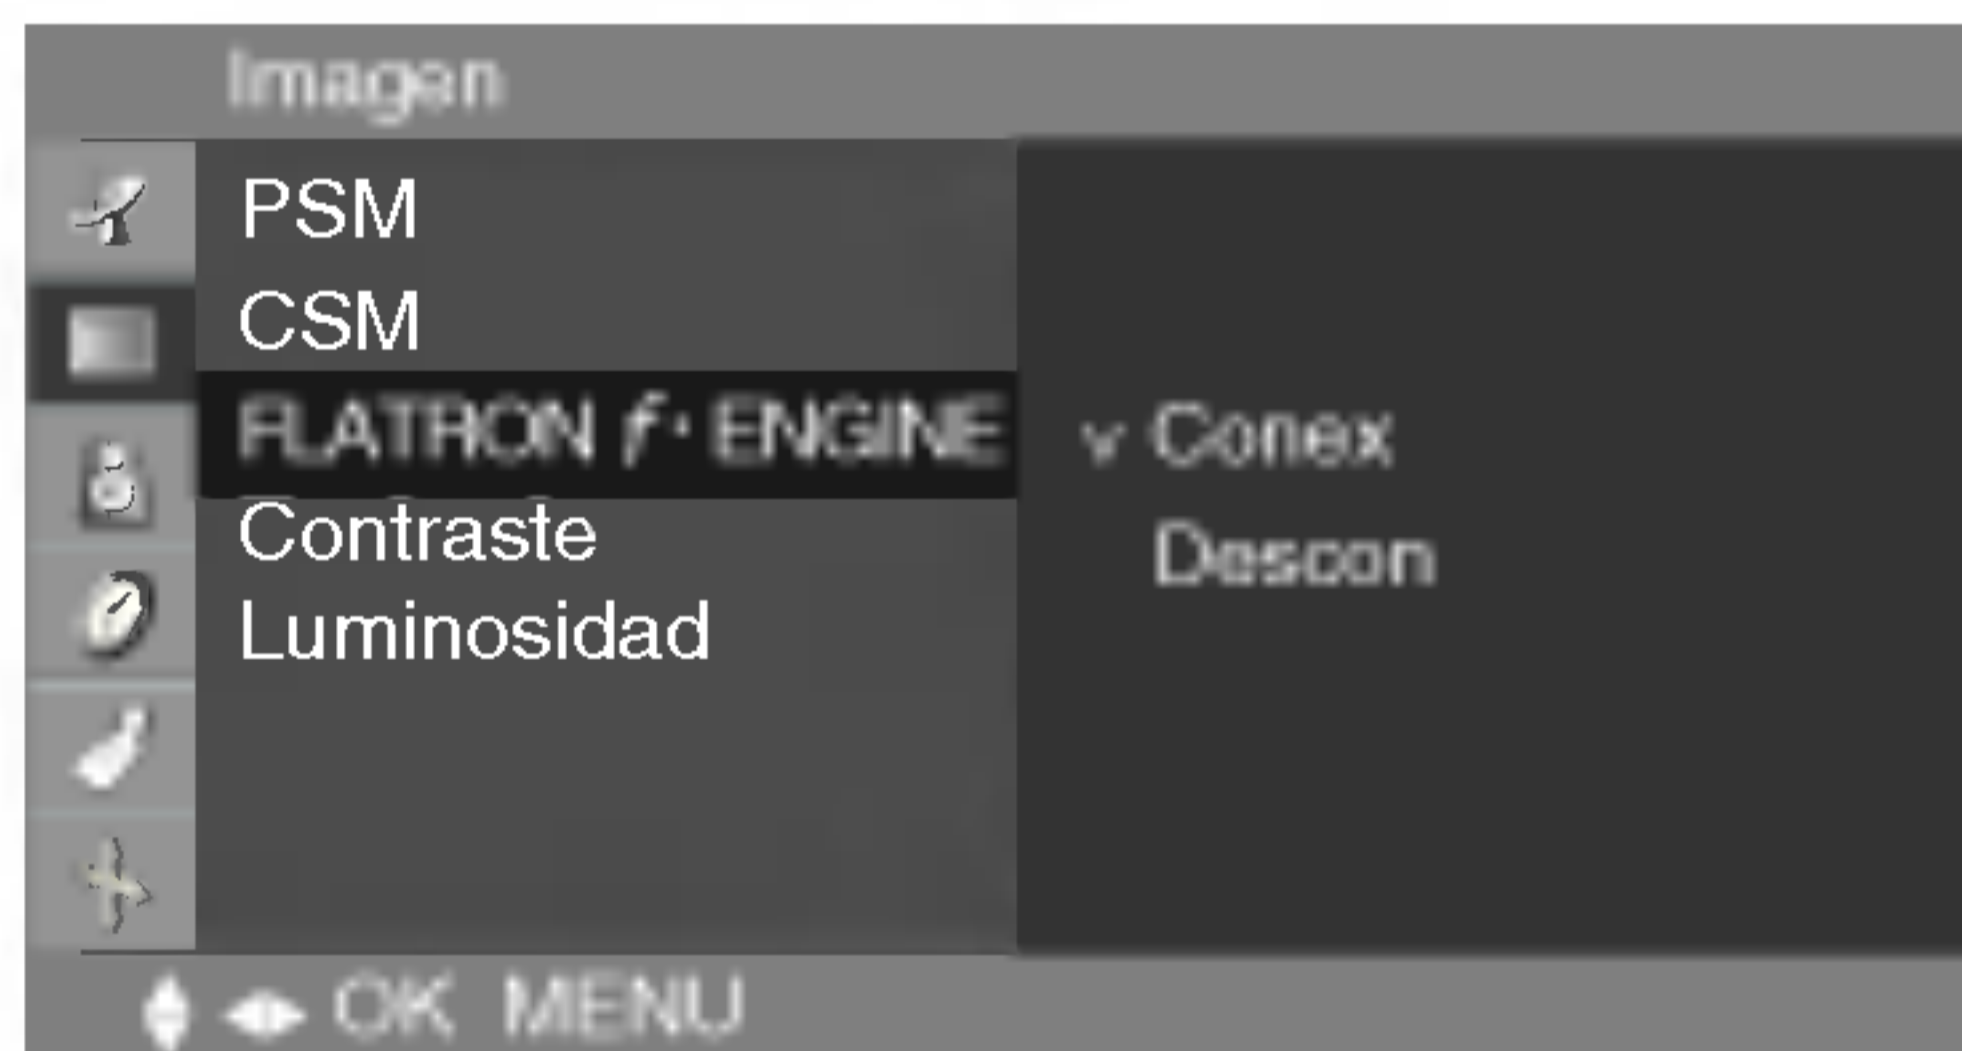 Imagen
PSM
CSM
FLATRON f · ENGINE v Conex
Descon
Contraste
Luminosidad
OK MENU